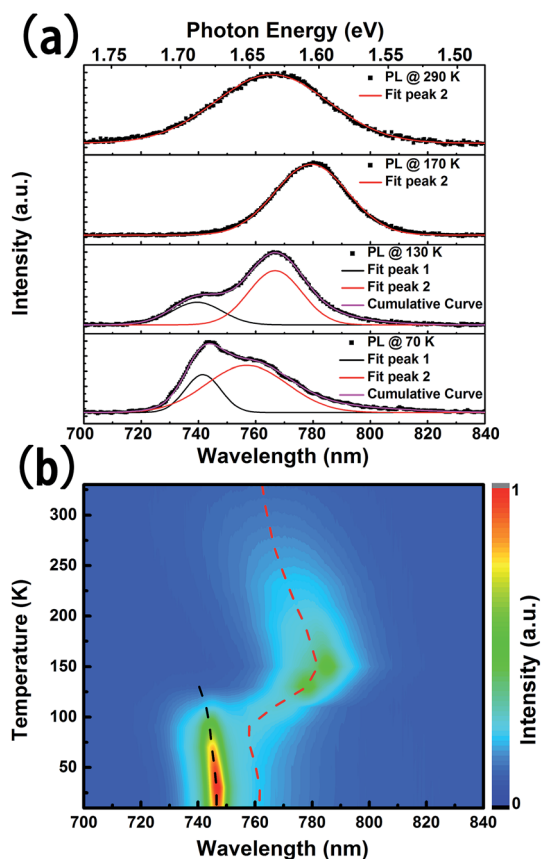 (a)
Photon Energy (eV)
1.75 1.70 1.65 1.60 1.55 1.50
PL @ 290 K
Fit peak 2
PL @ 170 K
Fit peak 2
PL @ 130 K
Fit peak 1
Fit peak 2
Cumulative Curve
PL @ 70 K
Fit peak 1
Fit peak 2
Cumulative Curve
Intensity (a.u.)
700 720 740 760 780 800 820 840
Wavelength (nm)
(b)
300
250
200
150
100
50
Temperature (K)
700 720 740 760 780 800 820 840
Wavelength (nm)
1
0
Intensity (a.u.)